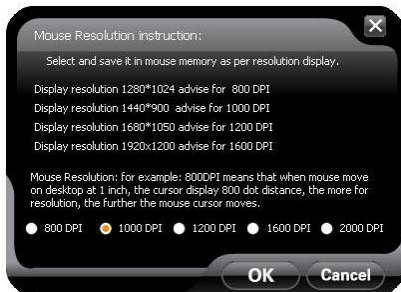 Mouse Resolution instruction:
Select and save it in mouse memory as per resolution display.
Display resolution 1280*1024 advise for 800 DPI
Display resolution 1440*900 advise for 1000 DPI
Display resolution 1680*1050 advise for 1200 DPI
Display resolution 1920x1200 advise for 1600 DPI
Mouse Resolution: for example: 800DPI means that when mouse move
on desktop at 1 inch, the cursor display 800 dot distance, the more for
resolution, the further the mouse cursor moves.
800 DPI 1000 DPI 1200 DPI 1600 DPI 2000 DPI
OK Cancel